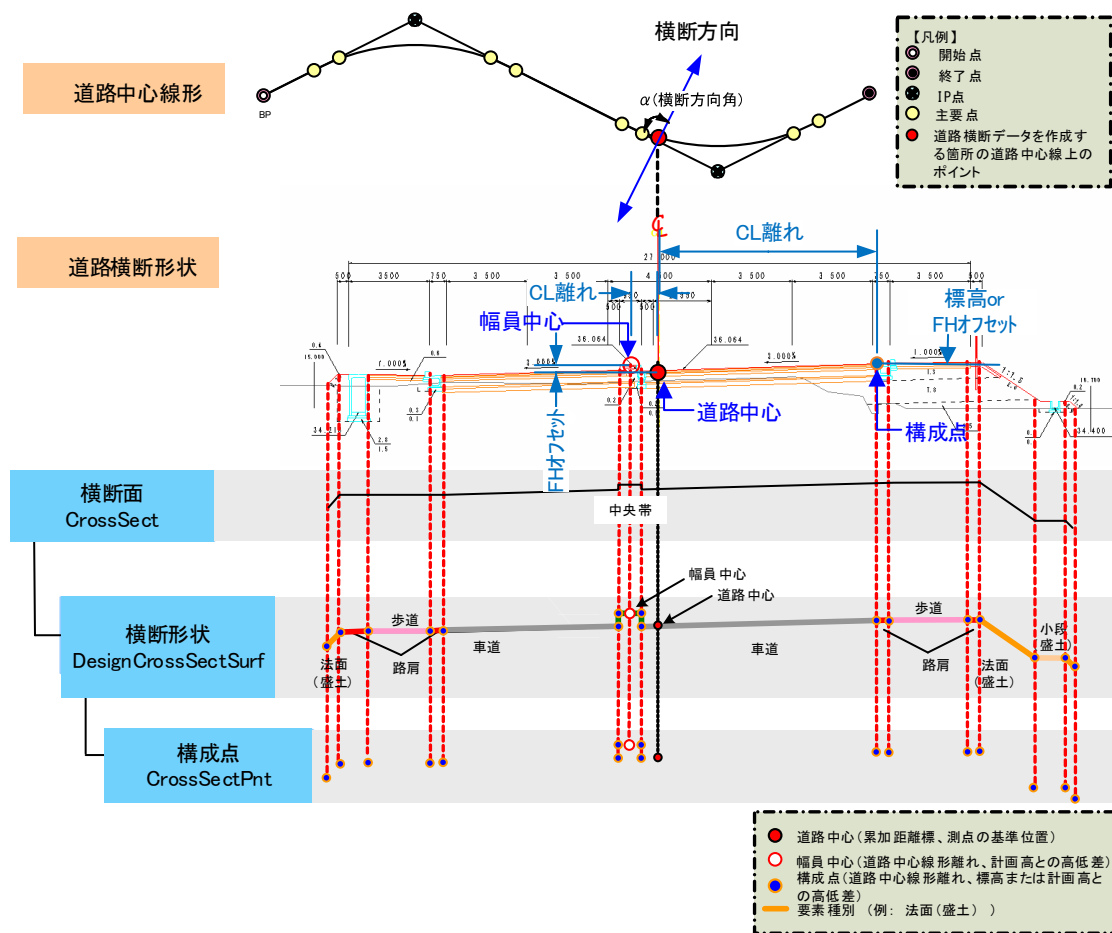 横断方向
【凡例】
開始点
終了点
IP点
主要点
道路横断データを作成す
る箇所の道路中心線上の
ポイント
道路中心線形
BP
α(横断方向角)
道路横断形状
CL離れ
500
3500
750
3 500
3 500
3 500
3 500
3 500
500
CL離れ
標高or
FHオフセット
幅員中心
36.064
36.064
7.000%
3.000%
1.000%
道路中心
構成点
FHオフセット
34.400
横断面
CrossSect
中央帯
幅員中心
道路中心
横断形状
DesignCrossSectSurf
歩道
車道
車道
歩道
小段
盛土
法面
(盛土)
路肩
路肩
法面
(盛土)
構成点
CrossSectPnt
道路中心(累加距離標、測点の基準位置)
幅員中心(道路中心線形離れ、計画高との高低差)
構成点(道路中心線形離れ、標高または計画高と
の高低差)
要素種別 (例: 法面(盛土) )